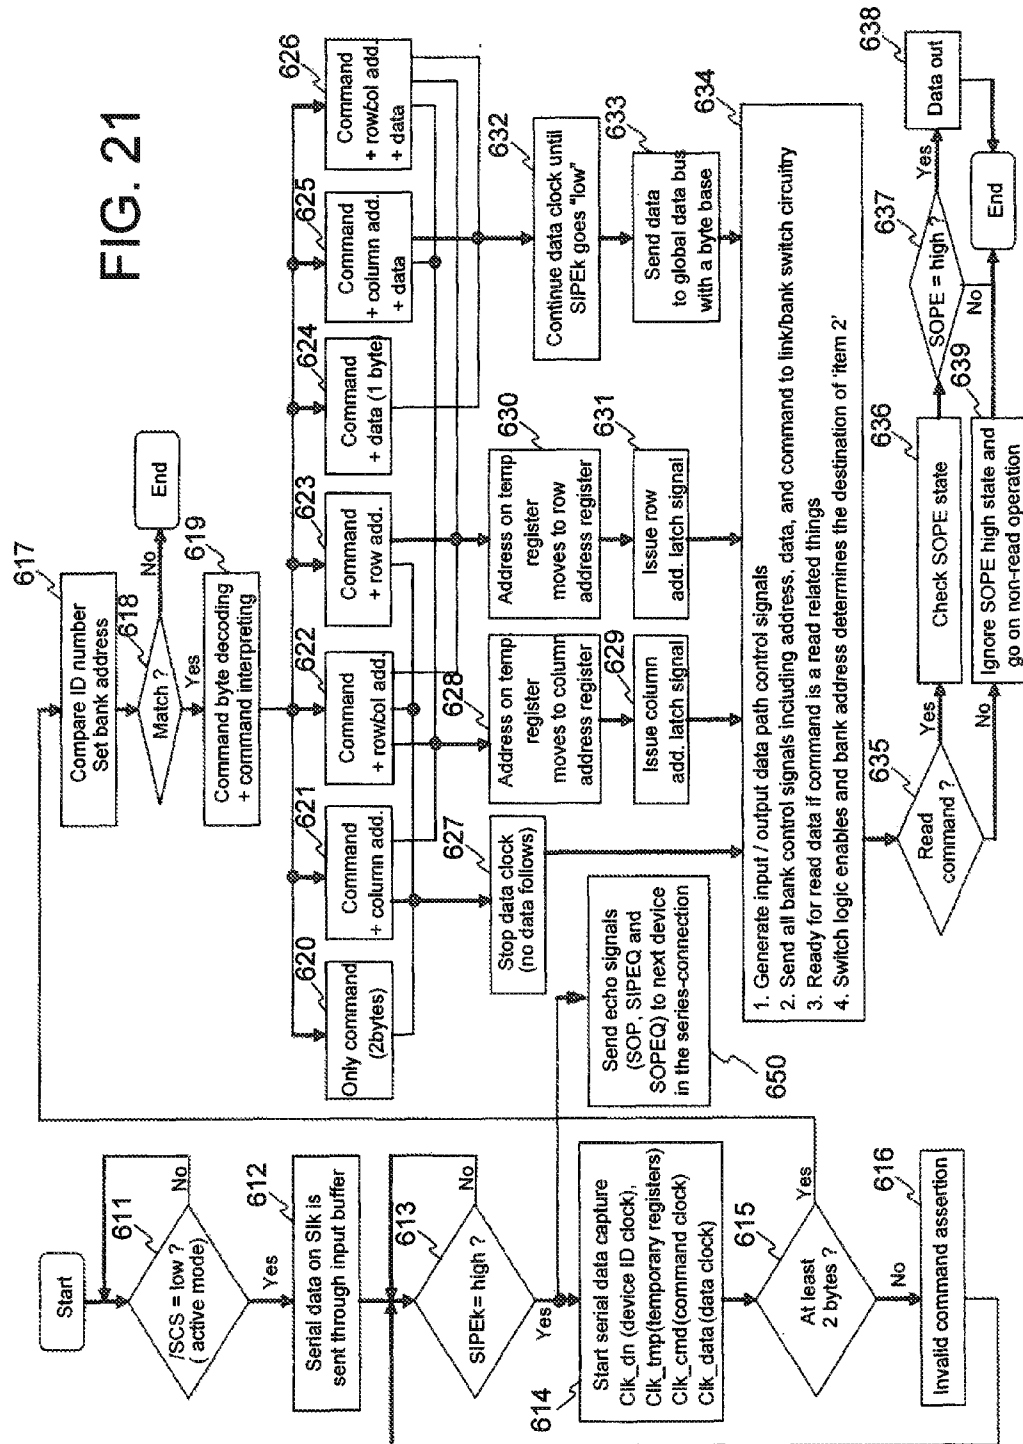 FIG. 21
Start
611
/SCS = low ?
( active mode)
No
Yes
612
Serial data on SIk is
sent through input buffer
613
SIPEk= high ?
No
Yes
614
Start serial data capture
Clk_dn (device ID clock),
Clk_tmp(temporary registers)
Clk_cmd(command clock)
Clk_data (data clock)
615
At least
2 bytes ?
Yes
No
616
Invalid command assertion
Send echo signals
(SOP, SIPEQ and
SOPEQ) to next device
in the series-connection
650
617
Compare ID number
Set bank address
618
Match ?
No
End
Yes
619
Command byte decoding
+ command interpreting
620
Only command
(2bytes)
621
Command
+ column add.
622
Command
+ row/col add.
623
Command
+ row add.
624
Command
+ data (1 byte)
625
Command
+ column add.
+ data
626
Command
+ row/col add.
+ data
627
Stop data clock
(no data follows)
628
Address on temp
register
moves to column
address register
629
Issue column
add. latch signal
630
Address on temp
register
moves to row
address register
631
Issue row
add. latch signal
632
Continue data clock until
SIPEk goes "low"
633
Send data
to global data bus
with a byte base
634
1. Generate input / output data path control signals
2. Send all bank control signals including address, data, and command to link/bank switch circuitry
3. Ready for read data if command is a read related things
4. Switch logic enables and bank address determines the destination of 'item 2'
635
Read
command ?
Yes
No
636
Check SOPE state
637
SOPE = high ?
Yes
No
638
Data out
End
639
Ignore SOPE high state and
go on non-read operation